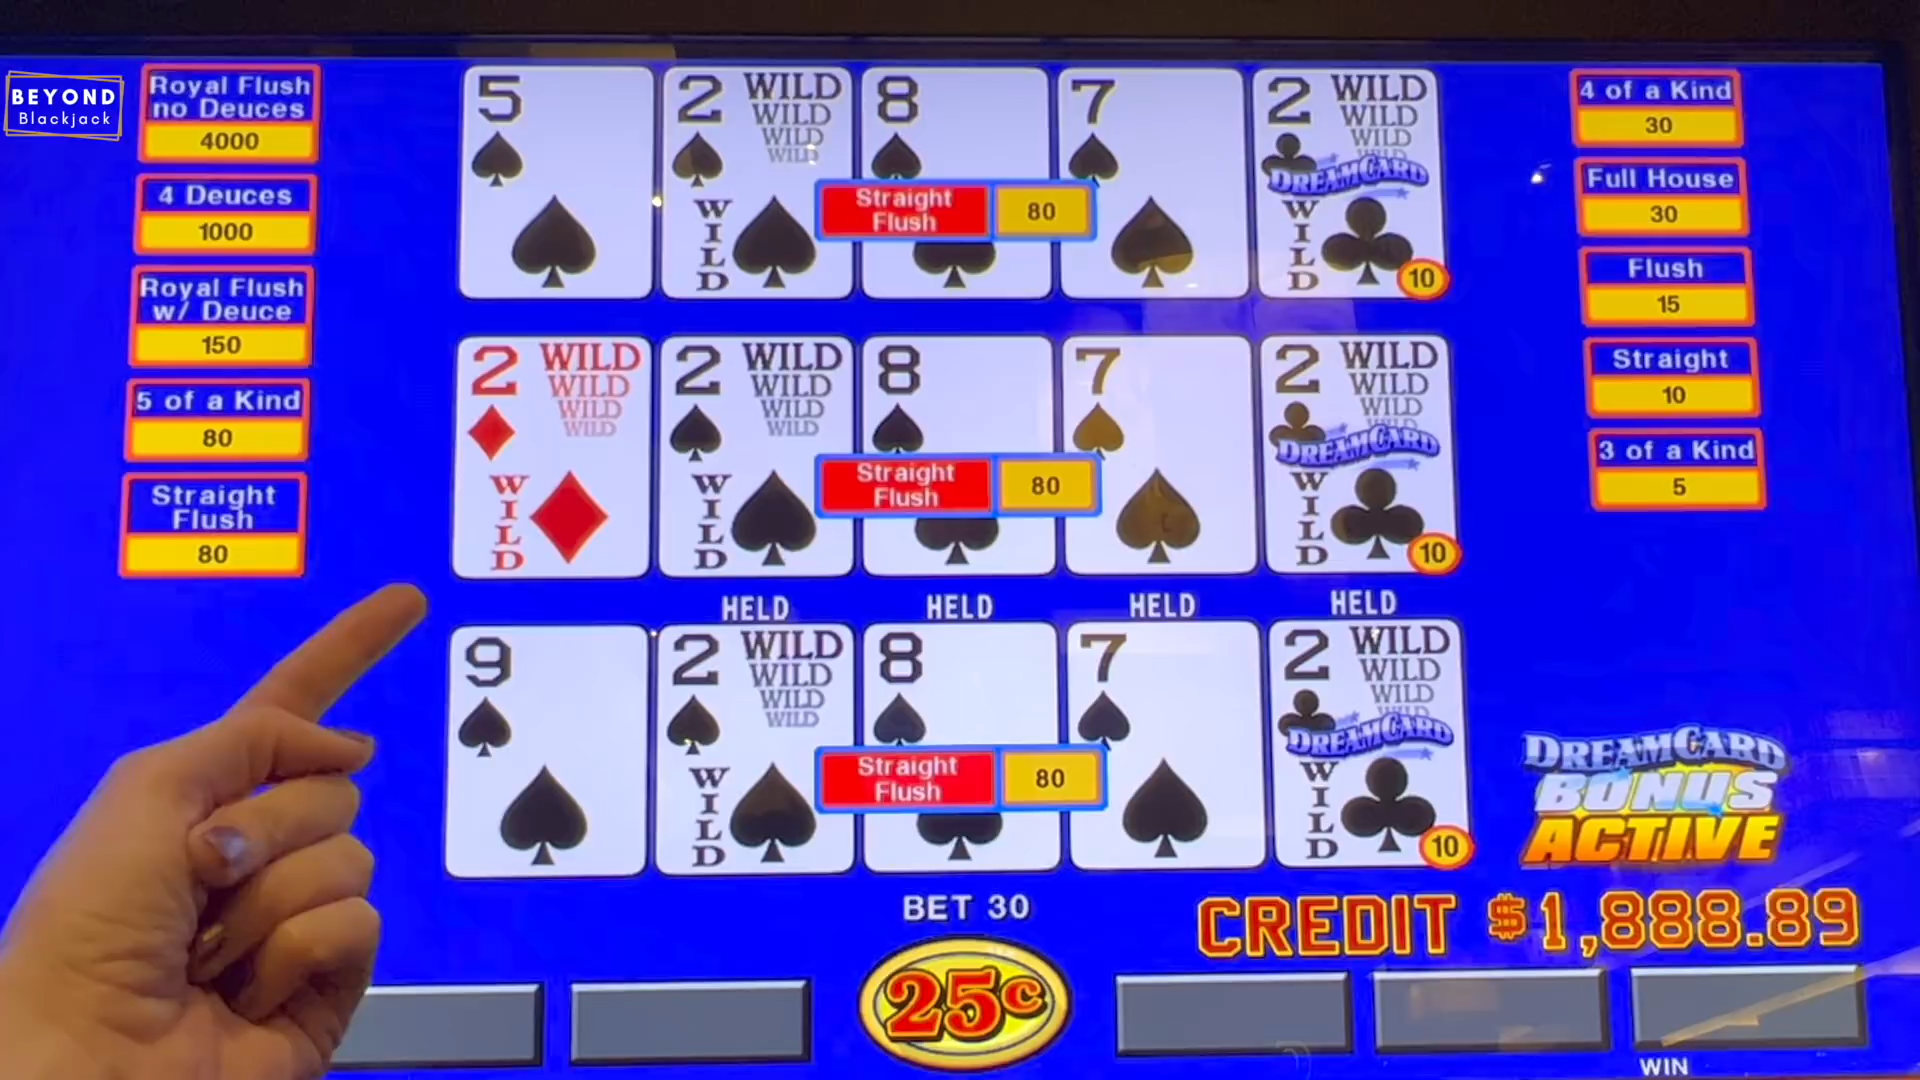 BEYOND
Blackjack
Royal Flush
no Deuces
4000
4 Deuces
1000
Royal Flush
w/ Deuce
150
5 of a Kind
80
Straight
Flush
80
5
2 WILD
WILD
WILD
WILD
WILD
8
7
2 WILD
WILD
WILD
WILD
DREAMCARD
WILD
10
Straight
Flush
80
2 WILD
WILD
WILD
WILD
WILD
2 WILD
WILD
WILD
WILD
WILD
8
7
2 WILD
WILD
WILD
DREAMCARD
WILD
10
Straight
Flush
80
HELD
HELD
HELD
HELD
9
2 WILD
WILD
WILD
WILD
WILD
8
7
2 WILD
WILD
WILD
WILD
DREAMCARD
WILD
10
Straight
Flush
80
4 of a Kind
30
Full House
30
Flush
15
Straight
10
3 of a Kind
5
DREAMCARD
BONUS
ACTIVE
BET 30
CREDIT $1,888.89
25¢
WIN